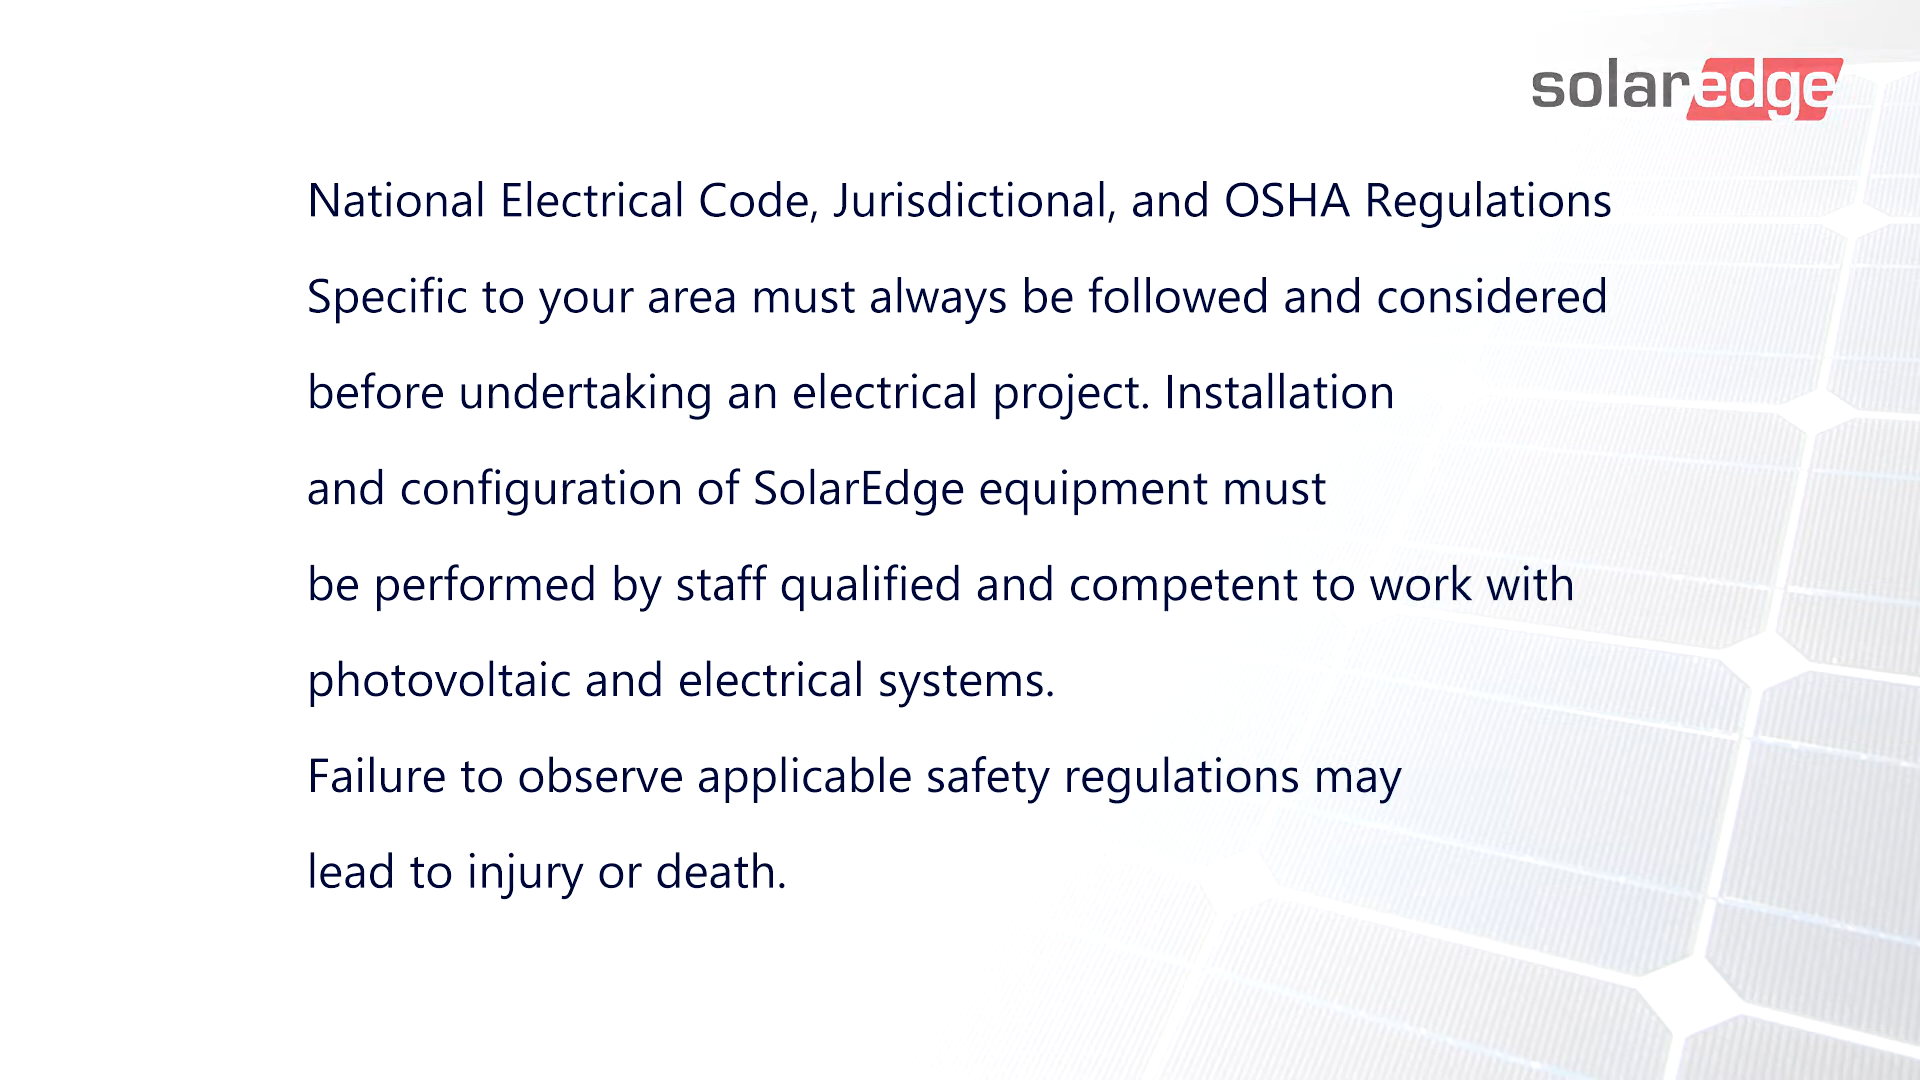 solaredge
National Electrical Code, Jurisdictional, and OSHA Regulations
Specific to your area must always be followed and considered
before undertaking an electrical project. Installation
and configuration of SolarEdge equipment must
be performed by staff qualified and competent to work with
photovoltaic and electrical systems.
Failure to observe applicable safety regulations may
lead to injury or death.